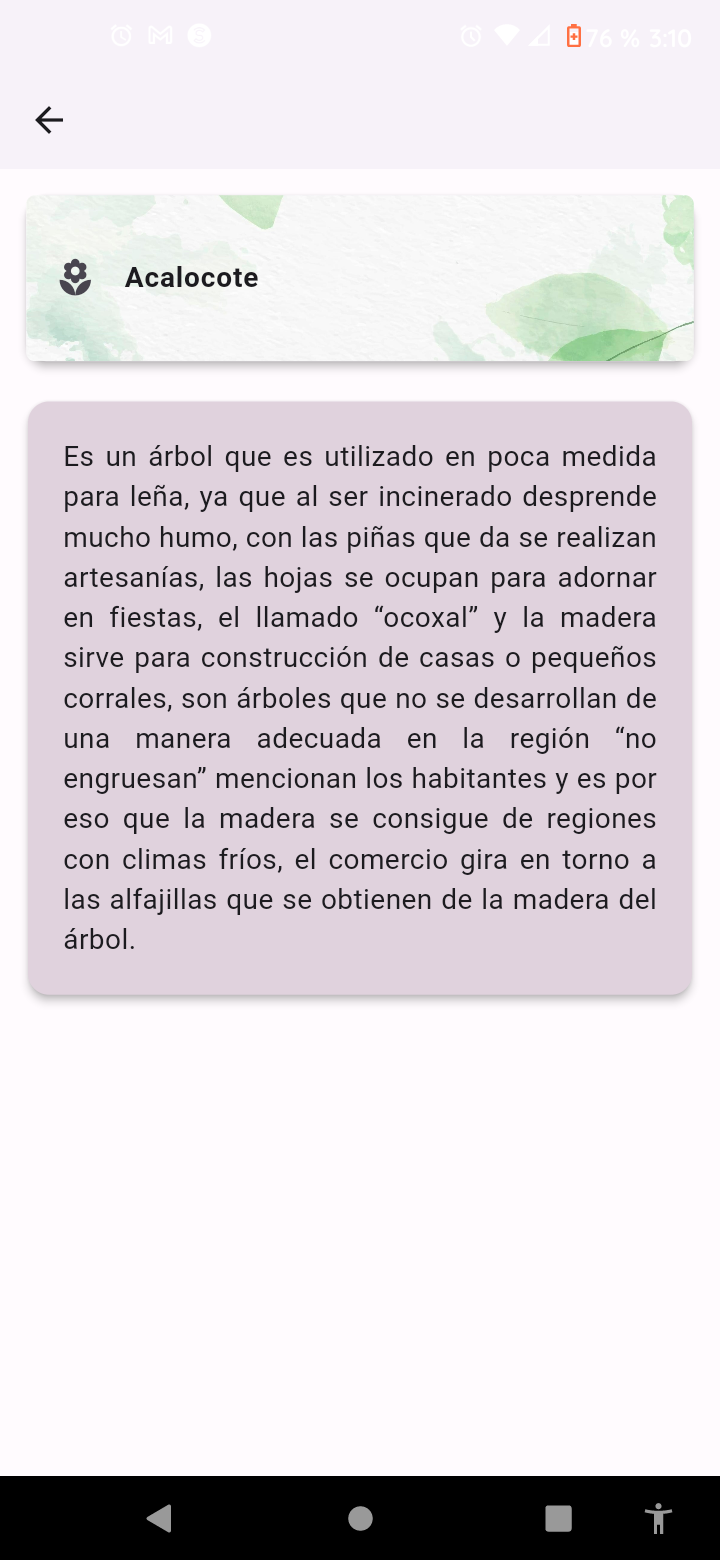 76 % 3:10
Acalocote
Es un árbol que es utilizado en poca medida
para leña, ya que al ser incinerado desprende
mucho humo, con las piñas que da se realizan
artesanías, las hojas se ocupan para adornar
en fiestas, el llamado “ocoxal” y la madera
sirve para construcción de casas o pequeños
corrales, son árboles que no se desarrollan de
una manera adecuada en la región “no
engruesan” mencionan los habitantes y es por
eso que la madera se consigue de regiones
con climas fríos, el comercio gira en torno a
las alfajillas que se obtienen de la madera del
árbol.